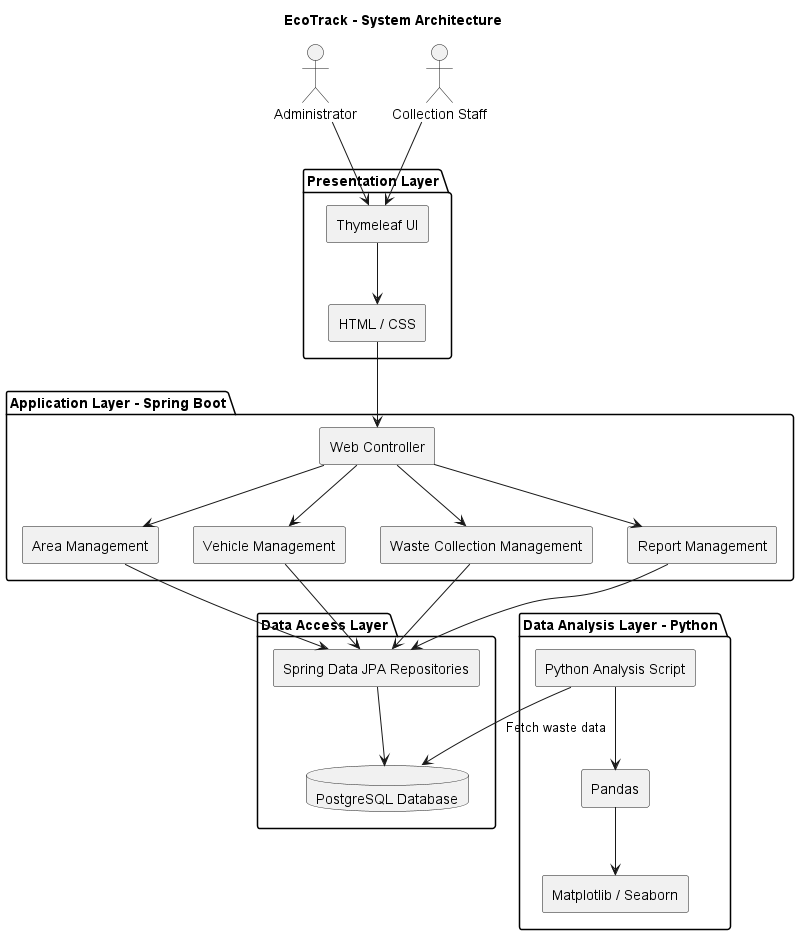 EcoTrack - System Architecture
Administrator
Collection Staff
Presentation Layer
Thymeleaf UI
HTML / CSS
Application Layer - Spring Boot
Web Controller
Area Management
Vehicle Management
Waste Collection Management
Report Management
Data Access Layer
Data Analysis Layer - Python
Spring Data JPA Repositories
Python Analysis Script
Fetch waste data
PostgreSQL Database
Pandas
Matplotlib / Seaborn